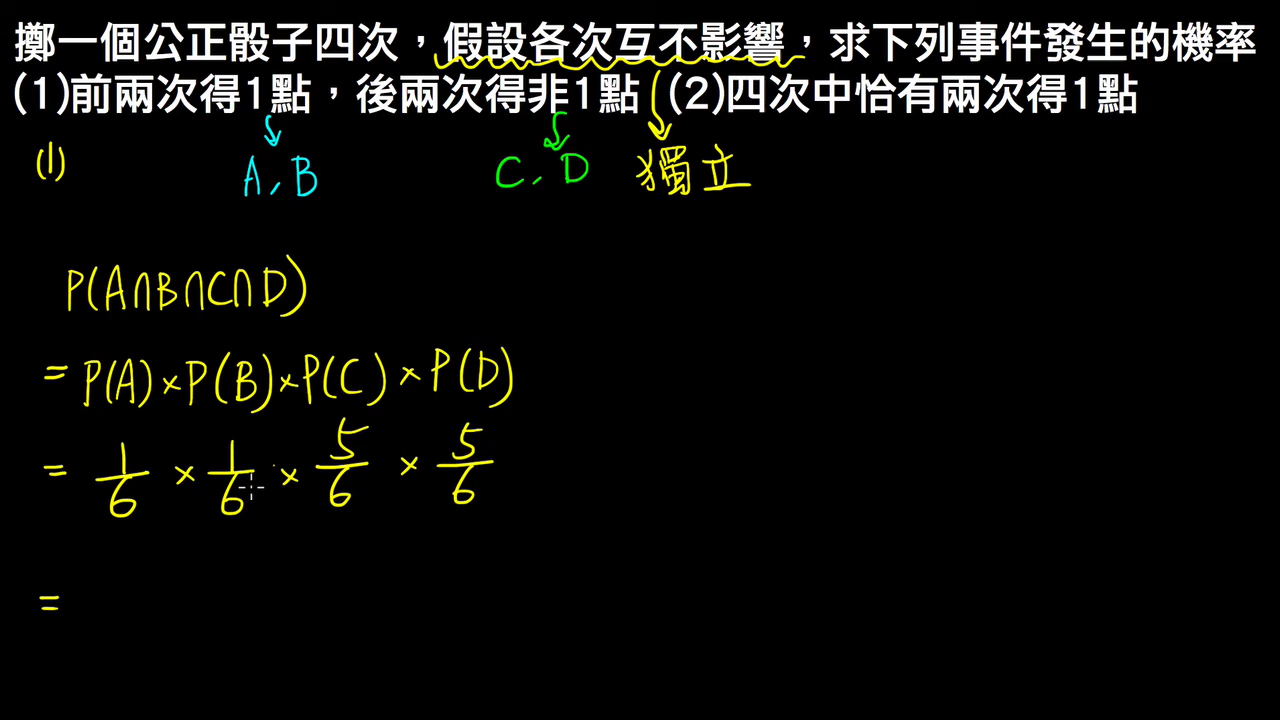 擲一個公正骰子四次，假設各次互不影響，求下列事件發生的機率
(1)前兩次得1點，後兩次得非1點 (2)四次中恰有兩次得1點
(1) A、B C、D 獨立
P(A∩B∩C∩D)
= P(A)×P(B)×P(C)×P(D)
= 1/6 × 1/6 × 5/6 × 5/6
=